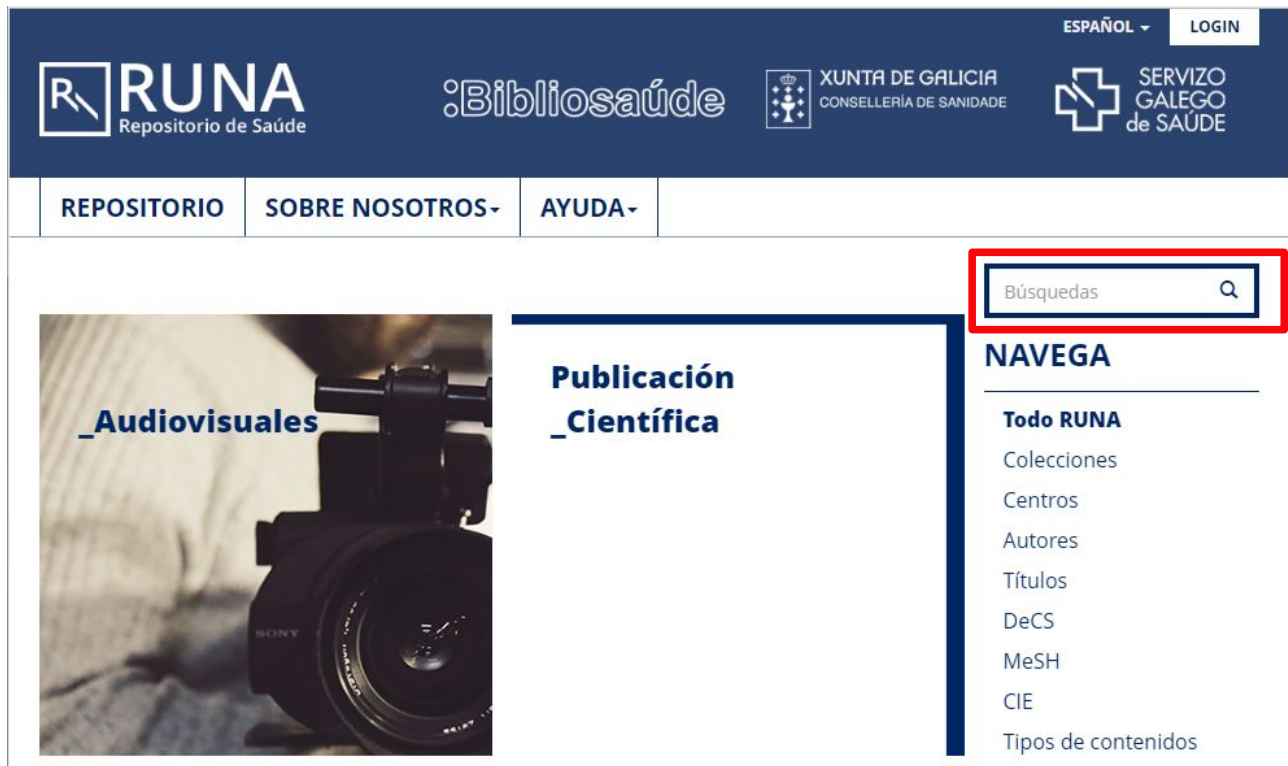 ESPAÑOL
LOGIN
RUNA
Repositorio de Saúde
:Bibliosaúde
XUNTA DE GALICIA
CONSELLERÍA DE SANIDADE
SERVIZO
GALEGO
de SAÚDE
REPOSITORIO
SOBRE NOSOTROS
AYUDA
Búsquedas
_Audiovisuales
SONY
Publicación
_Científica
NAVEGA
Todo RUNA
Colecciones
Centros
Autores
Títulos
DeCS
MeSH
CIE
Tipos de contenidos